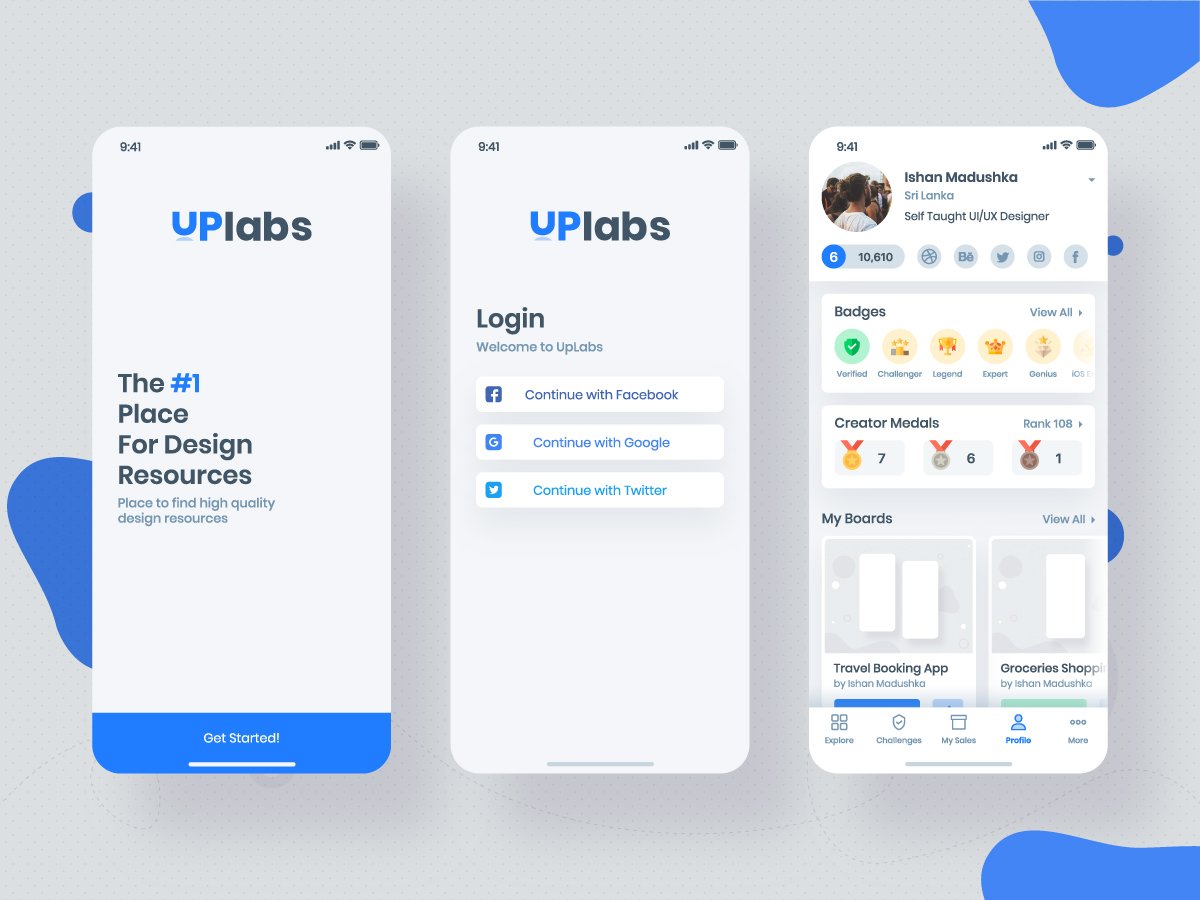 9:41
UPlabs
The #1
Place
For Design
Resources
Place to find high quality
design resources
Get Started!
9:41
UPlabs
Login
Welcome to UpLabs
Continue with Facebook
Continue with Google
Continue with Twitter
9:41
Ishan Madushka
Sri Lanka
Self Taught UI/UX Designer
6 10,610
Badges View All
Verified Challenger Legend Expert Genius iOS
Creator Medals Rank 108
7 6 1
My Boards View All
Travel Booking App
by Ishan Madushka
Groceries Shoppi
by Ishan Madushka
Explore Challenges My Sales Profile More